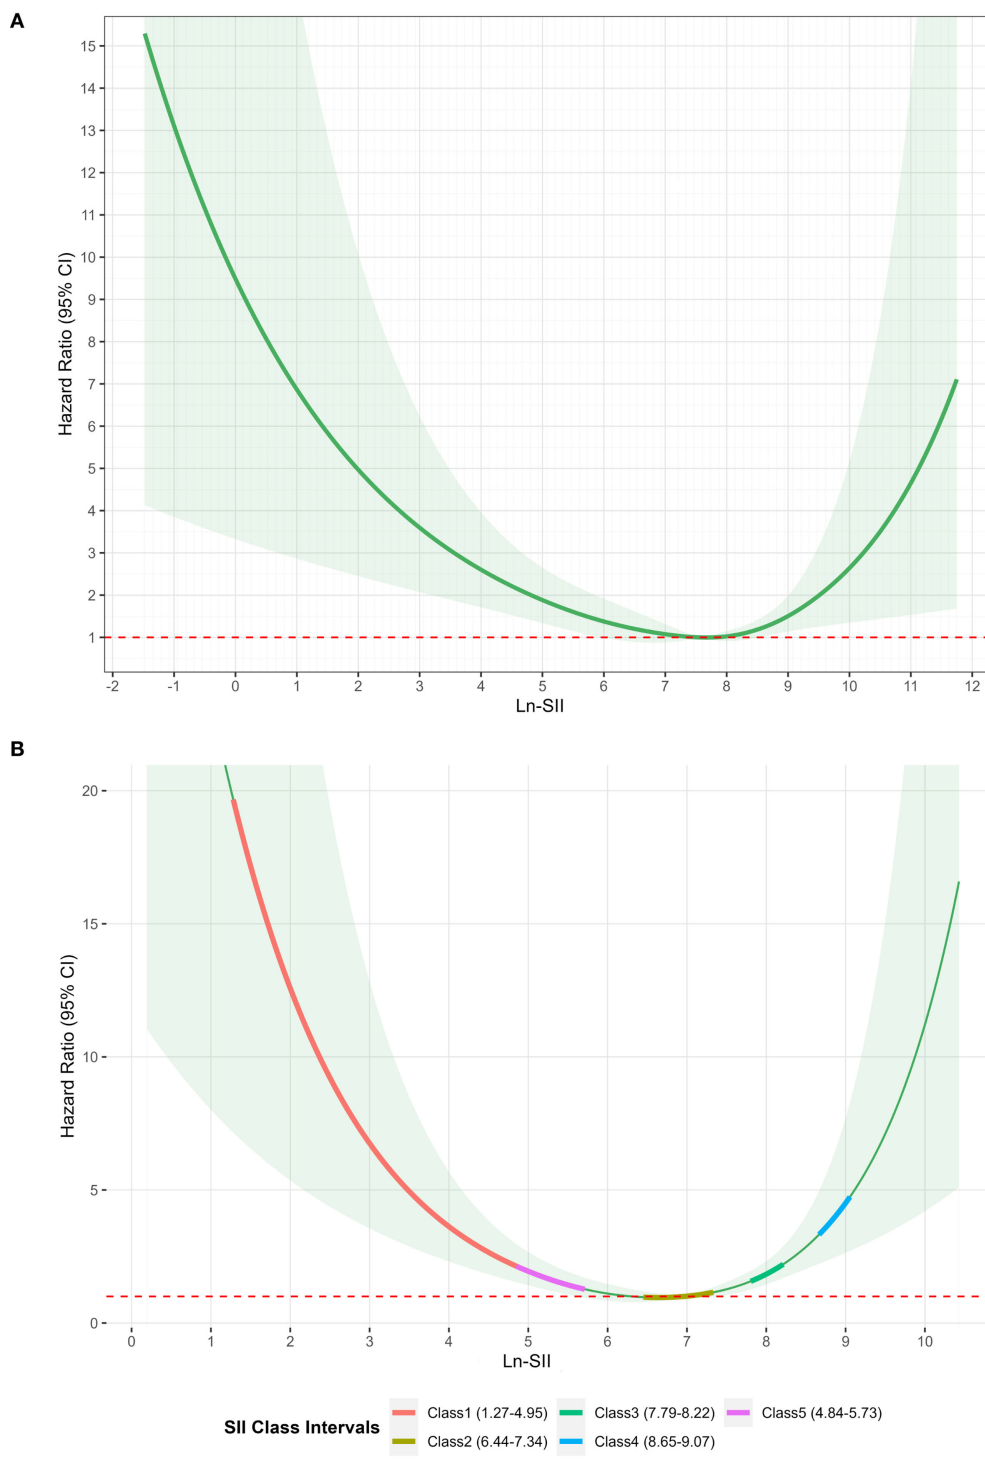 A
15
14
13
12
11
10
9
8
7
6
5
4
3
2
1
Hazard Ratio (95% CI)
-2 -1 0 1 2 3 4 5 6 7 8 9 10 11 12
Ln-SII
B
20
15
10
5
0
Hazard Ratio (95% CI)
0 1 2 3 4 5 6 7 8 9 10
Ln-SII
SII Class Intervals
Class1 (1.27-4.95) Class3 (7.79-8.22) Class5 (4.84-5.73)
Class2 (6.44-7.34) Class4 (8.65-9.07)